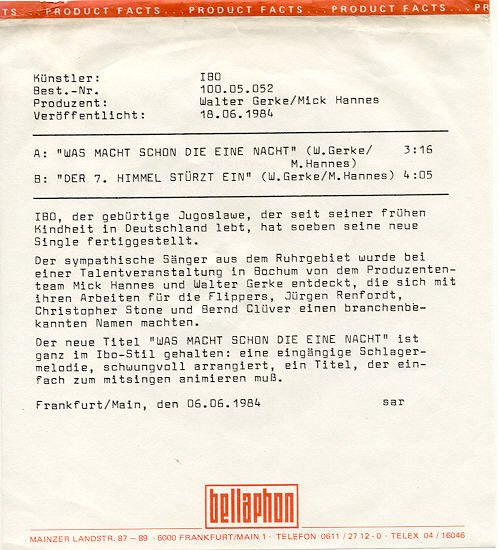 TS... PRODUCT FACTS... PRODUCT FACTS... PRODUCT FACTS... PR
Künstler: IBO
Best.-Nr. 100.05.052
Produzent: Walter Gerke/Mick Hannes
Veröffentlicht: 18.06.1984
A: "WAS MACHT SCHON DIE EINE NACHT" (W.Gerke/ 3:16
M.Hannes)
B: "DER 7. HIMMEL STÜRZT EIN" (W.Gerke/M.Hannes) 4:05
IBO, der gebürtige Jugoslawe, der seit seiner frühen
Kindheit in Deutschland lebt, hat soeben seine neue
Single fertiggestellt.
Der sympathische Sänger aus dem Ruhrgebiet wurde bei
einer Talentveranstaltung in Bochum von dem Produzenten-
team Mick Hannes und Walter Gerke entdeckt, die sich mit
ihren Arbeiten für die Flippers, Jürgen Renfordt,
Christopher Stone und Bernd Clüver einen branchenbe-
kannten Namen machten.
Der neue Titel "WAS MACHT SCHON DIE EINE NACHT" ist
ganz im Ibo-Stil gehalten: eine eingängige Schlager-
melodie, schwungvoll arrangiert, ein Titel, der ein-
fach zum mitsingen animieren muß.
Frankfurt/Main, den 06.06.1984 sar
bellaphon
MAINZER LANDSTR. 87 – 89 · 6000 FRANKFURT/MAIN 1 · TELEFON 0611 / 27 12 - 0 · TELEX 04 / 16046